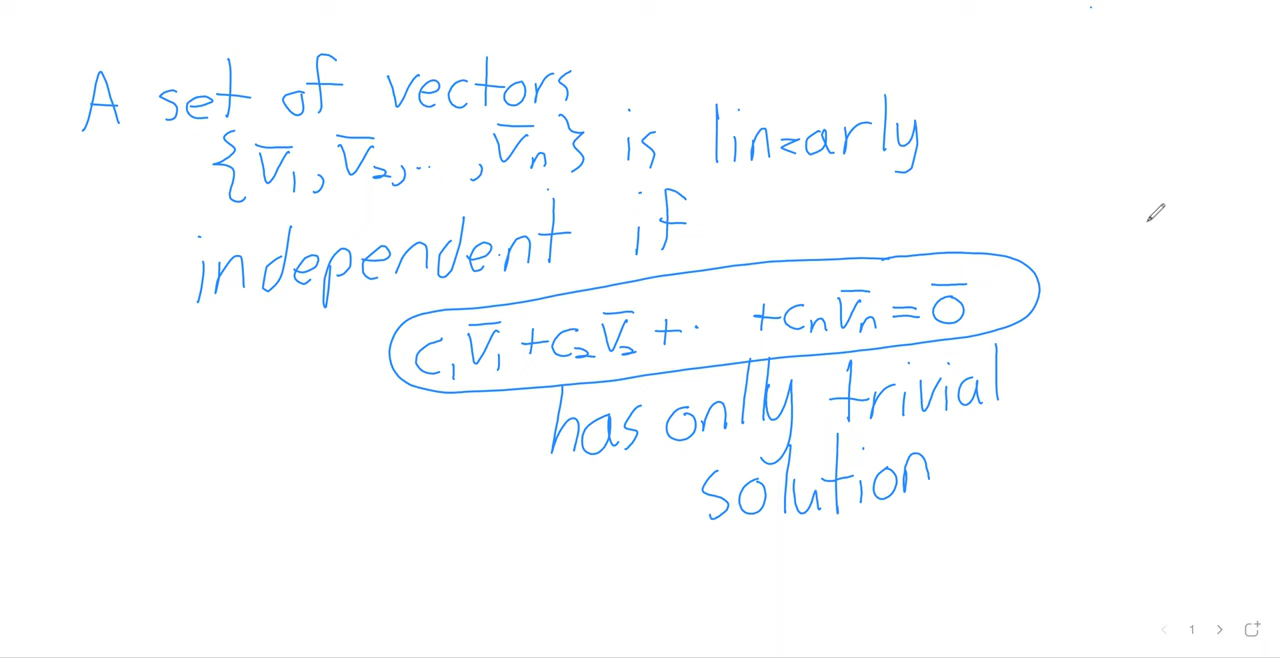 A set of vectors
{v̅₁, v̅₂, .. , v̅ₙ} is linearly
independent if
c₁v̅₁ + c₂v̅₂ + · + cₙv̅ₙ = 0̅
has only trivial
solution
1